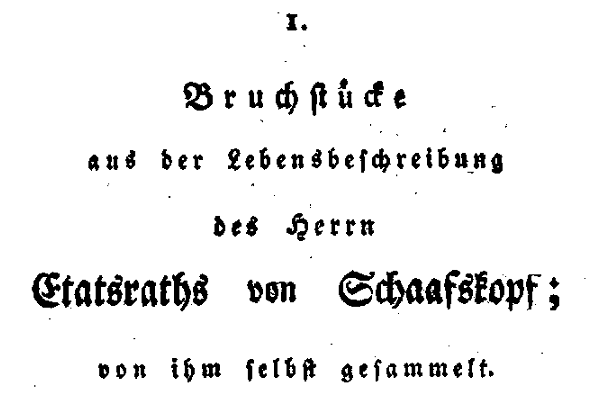 I.
Bruchstücke
aus der Lebensbeschreibung
des Herrn
Etatsraths von Schaafskopf;
von ihm selbst gesammelt.